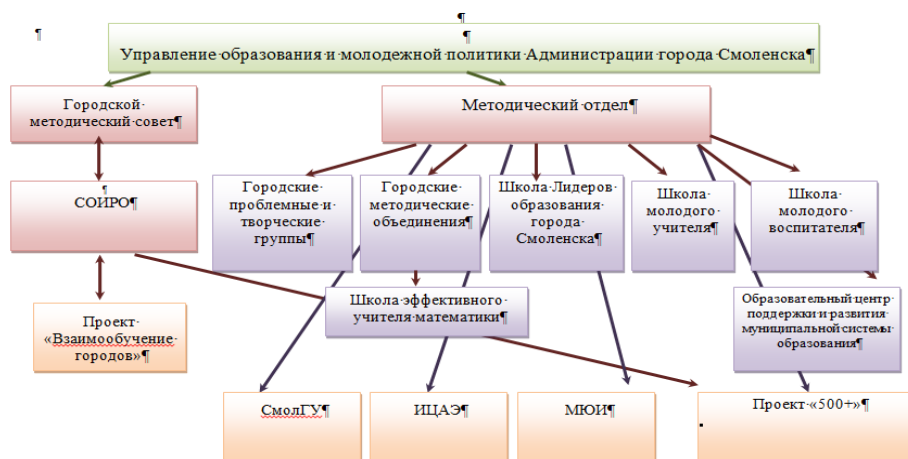 Управление образования и молодежной политики Администрации города Смоленска¶
Городской
методический совет¶
Методический отдел¶
СОИРО¶
Городские
проблемные и
творческие
группы¶
Городские
методические
объединения¶
Школа Лидеров
образования
города
Смоленска¶
Школа
молодого
учителя¶
Школа
молодого
воспитателя¶
Школа эффективного
учителя математики¶
Образовательный центр
поддержки и развития
муниципальной системы
образования¶
Проект
«Взаимообучение
городов»¶
СмолГУ¶
ИЦАЭ¶
МЮИ¶
Проект «500+»¶